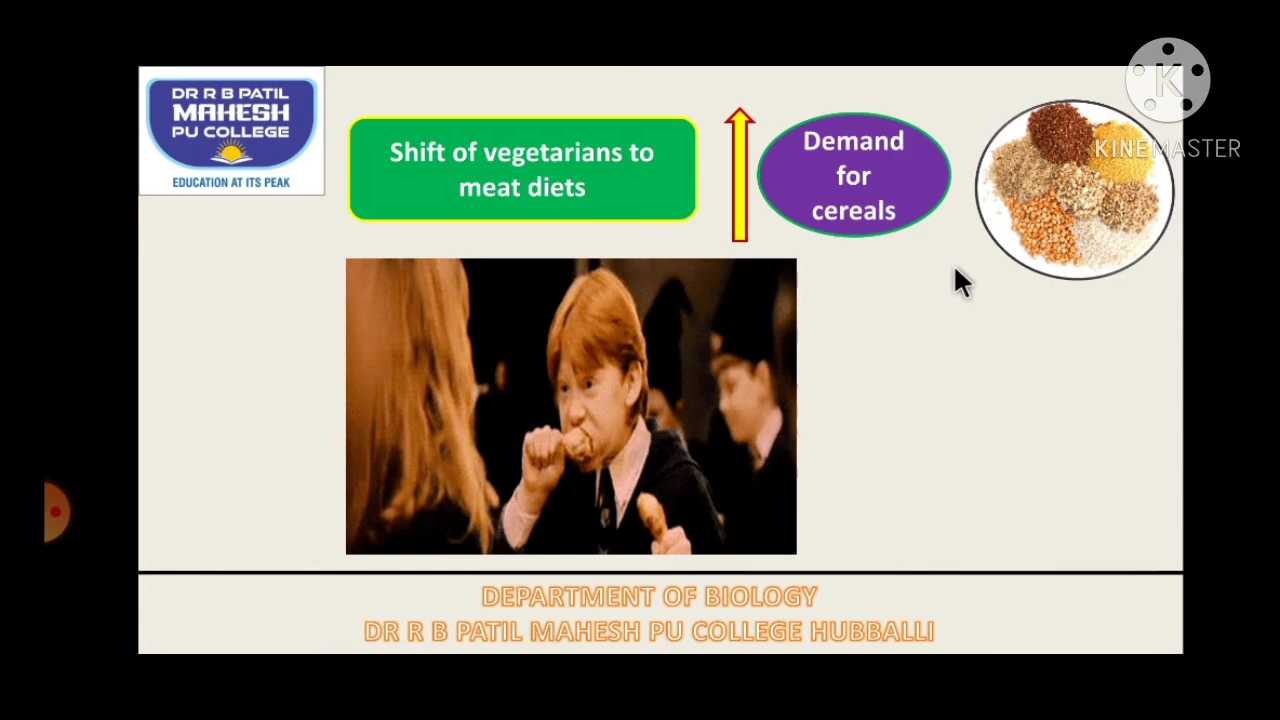 DR R B PATIL
MAHESH
PU COLLEGE
EDUCATION AT ITS PEAK
Shift of vegetarians to
meat diets
Demand
for
cereals
K
KINEMASTER
DEPARTMENT OF BIOLOGY
DR R B PATIL MAHESH PU COLLEGE HUBBALLI